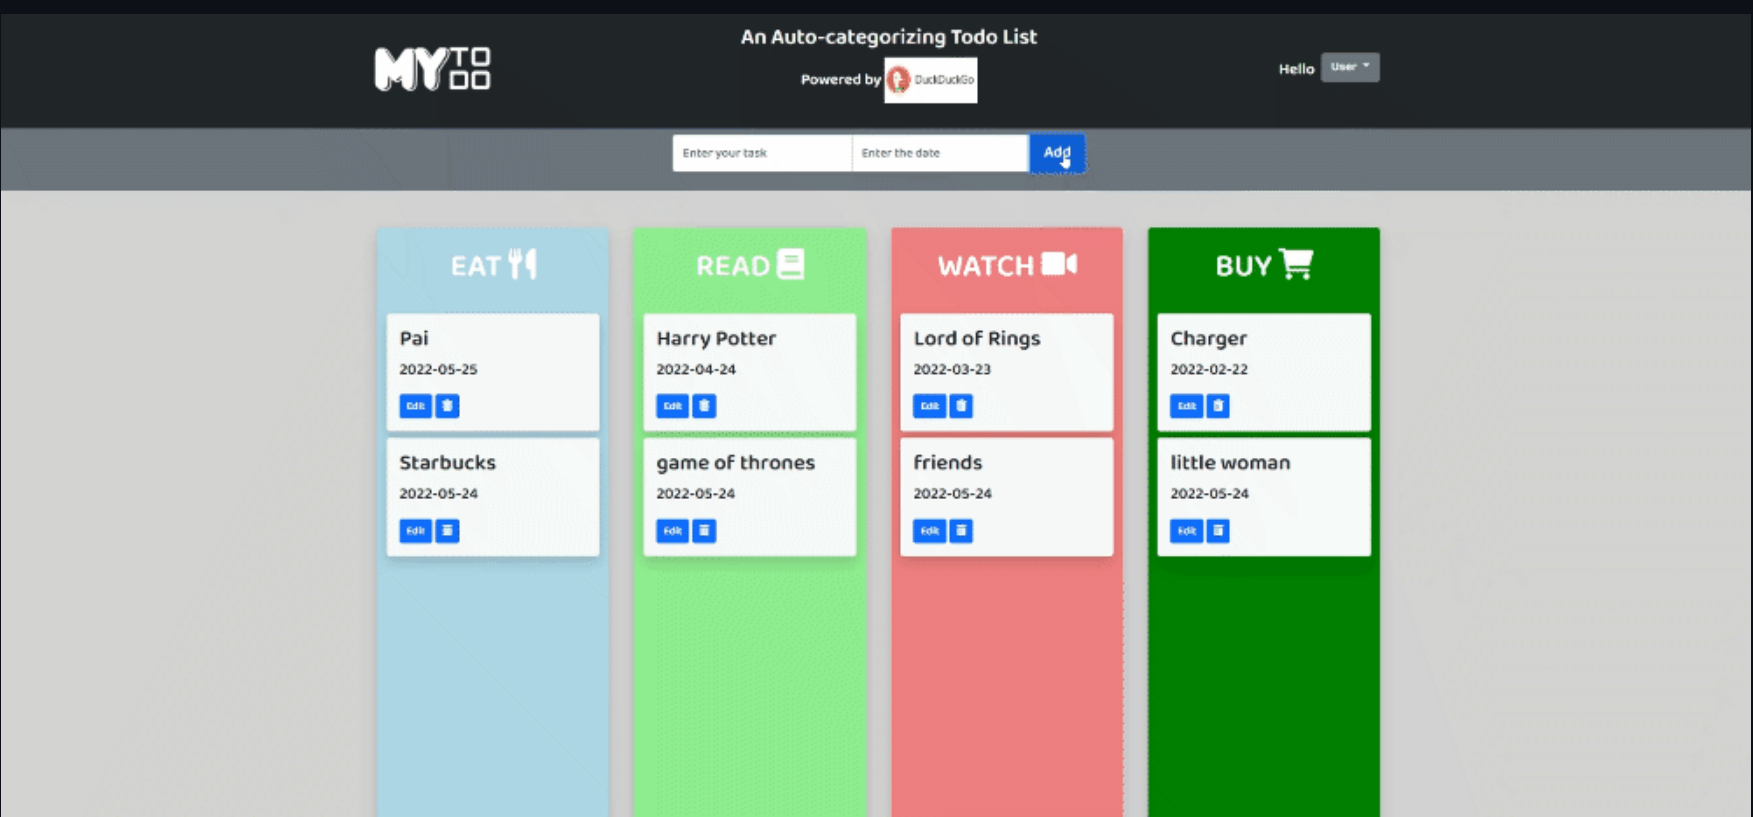 An Auto-categorizing Todo List
MY TO DO
Powered by DuckDuckGo
Hello User
Enter your task Enter the date Add
EAT READ WATCH BUY
Pai Harry Potter Lord of Rings Charger
2022-05-25 2022-04-24 2022-03-23 2022-02-22
Edit Edit Edit Edit
Starbucks game of thrones friends little woman
2022-05-24 2022-05-24 2022-05-24 2022-05-24
Edit Edit Edit Edit